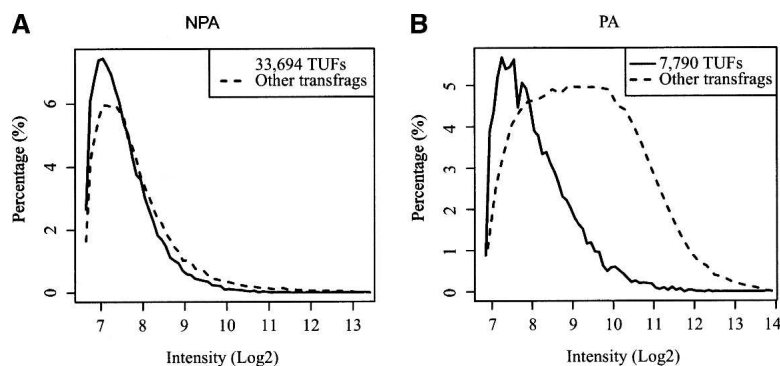 A
NPA
33,694 TUFs
Other transfrags
Percentage (%)
0
2
4
6
7
8
9
10
11
12
13
Intensity (Log2)
B
PA
7,790 TUFs
Other transfrags
Percentage (%)
0
1
2
3
4
5
7
8
9
10
11
12
13
14
Intensity (Log2)